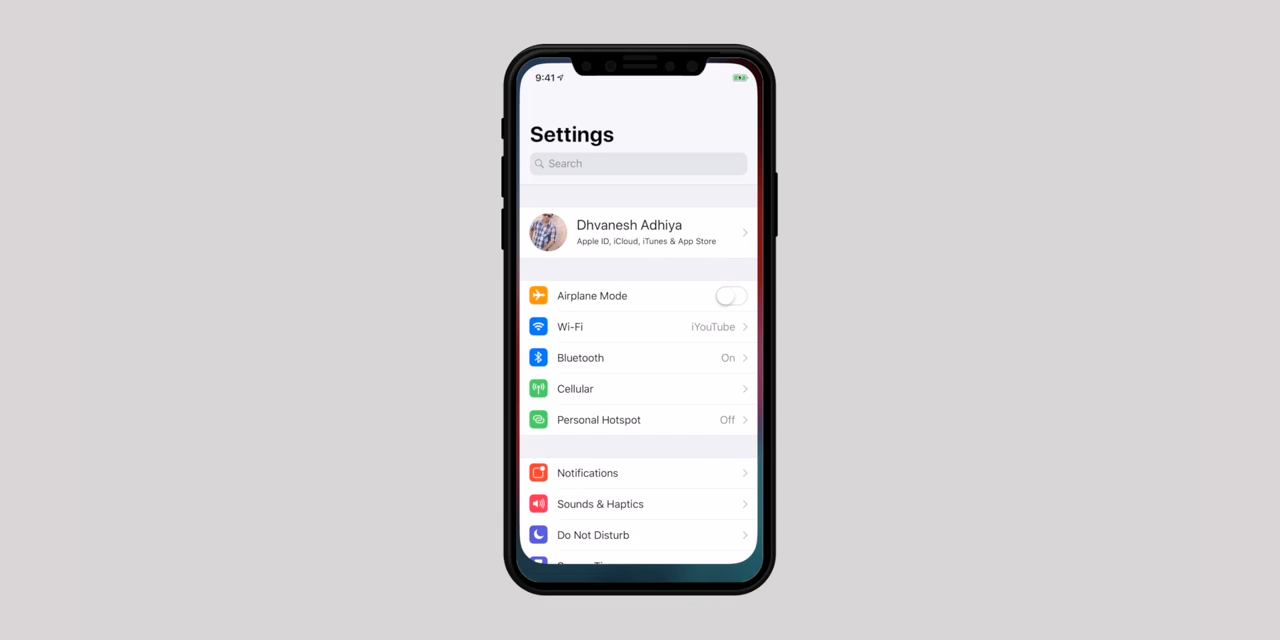 9:41
Settings
Search
Dhvanesh Adhiya
Apple ID, iCloud, iTunes & App Store
Airplane Mode
Wi-Fi iYouTube
Bluetooth On
Cellular
Personal Hotspot Off
Notifications
Sounds & Haptics
Do Not Disturb